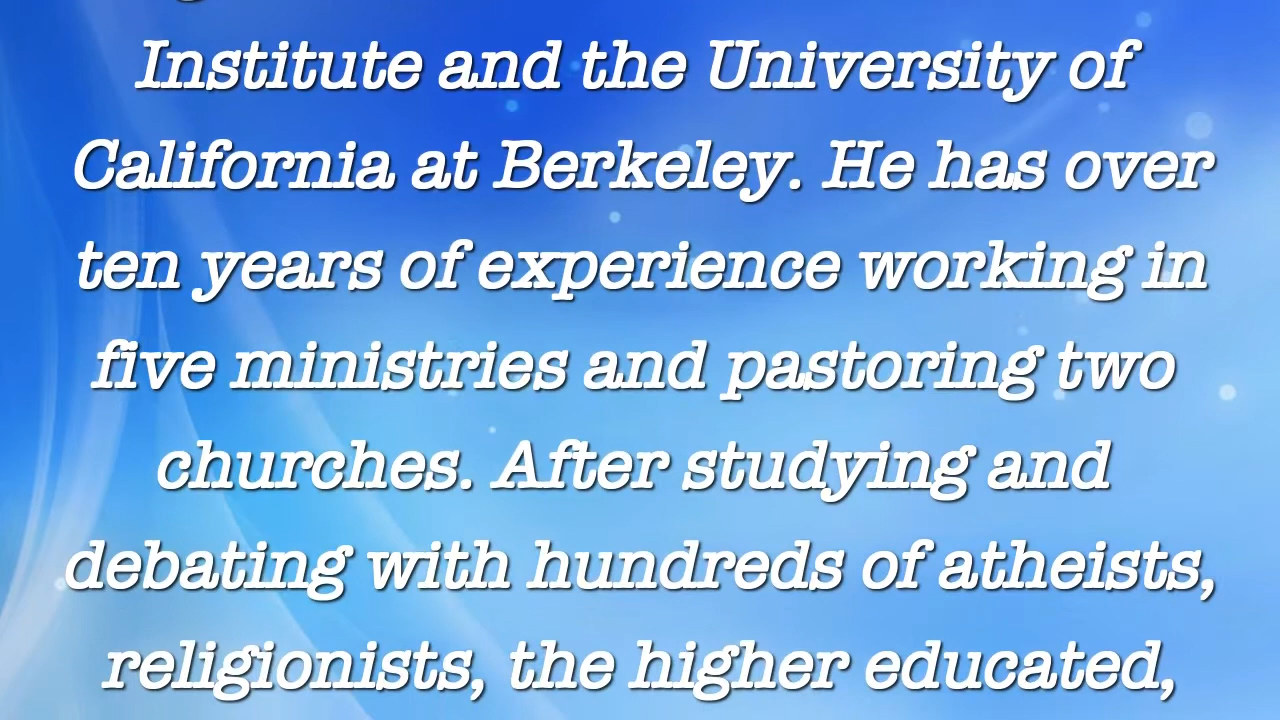 Institute and the University of
California at Berkeley. He has over
ten years of experience working in
five ministries and pastoring two
churches. After studying and
debating with hundreds of atheists,
religionists, the higher educated,